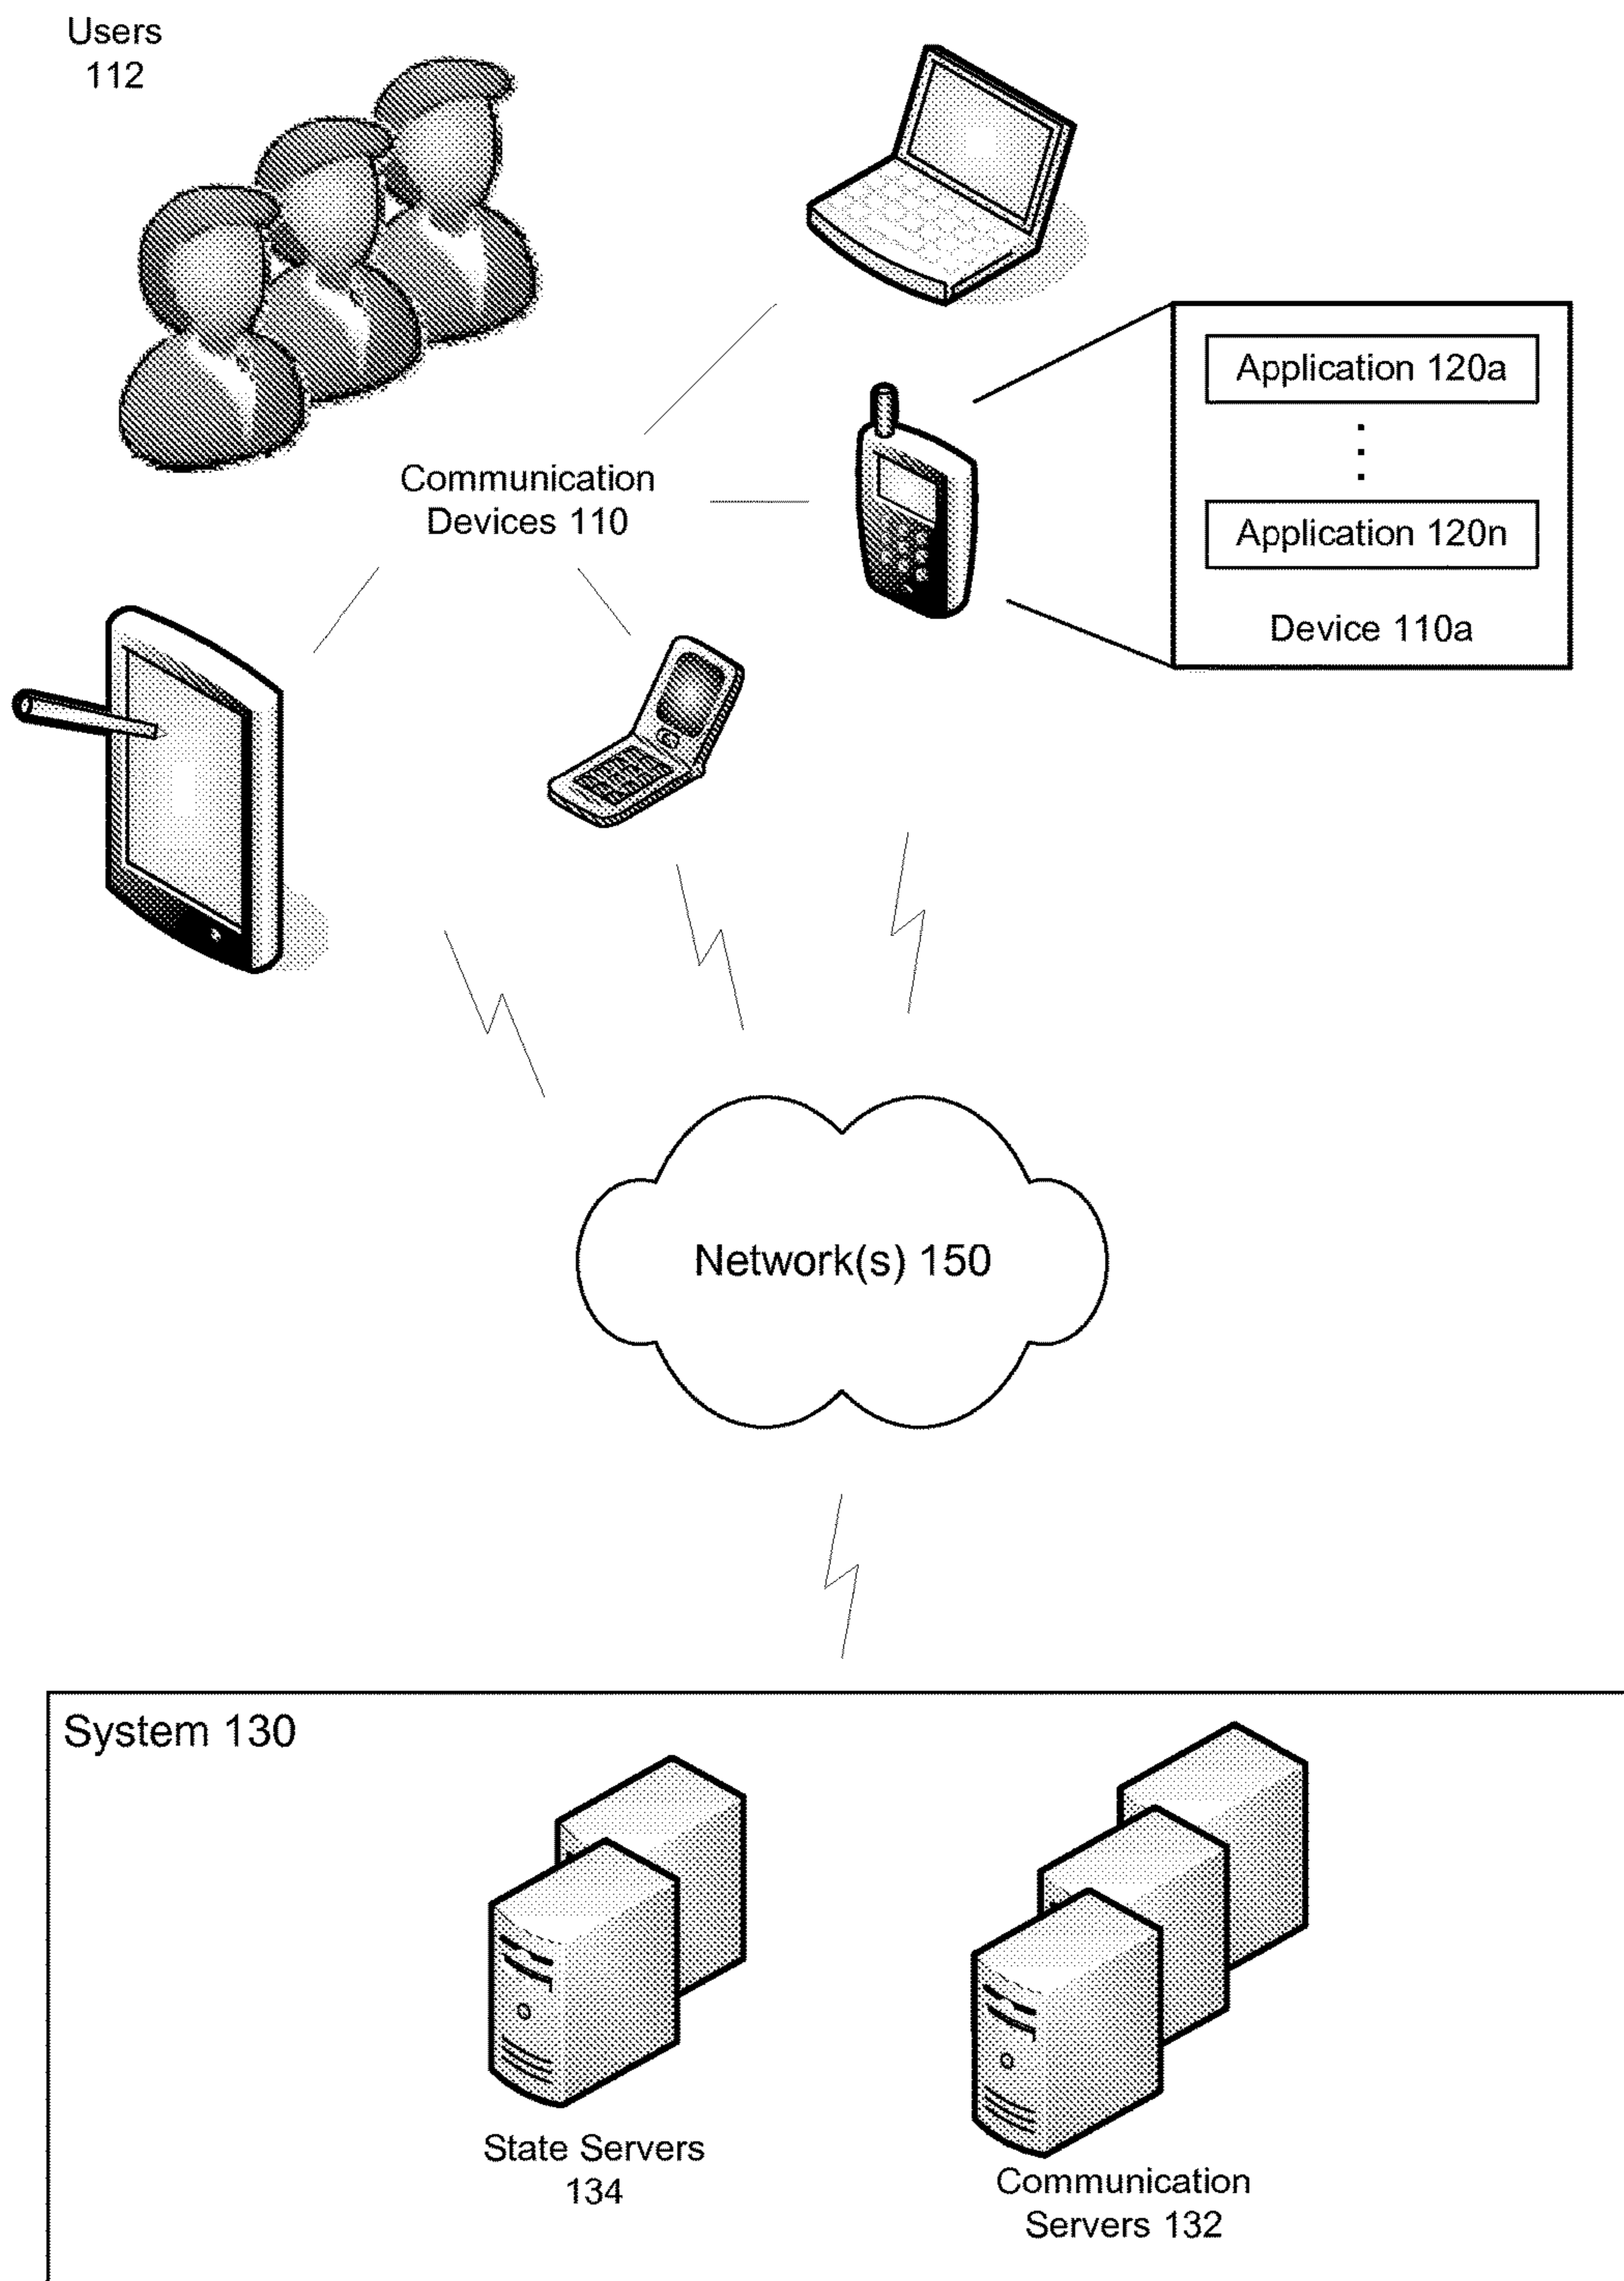 Users
112
Application 120a
Communication
Devices 110
Application 120n
Device 110a
Network(s) 150
System 130
State Servers
134
Communication
Servers 132